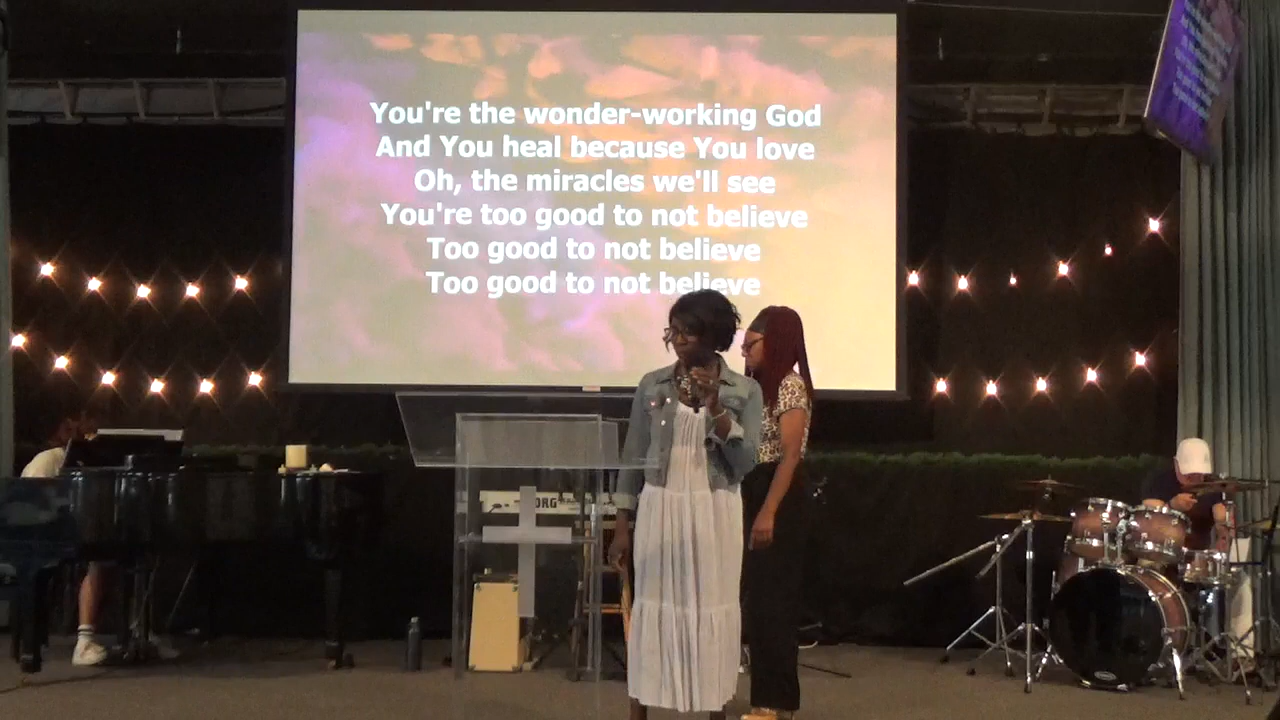 You're the wonder-working God
And You heal because You love
Oh, the miracles we'll see
You're too good to not believe
Too good to not believe
Too good to not believe
KORG